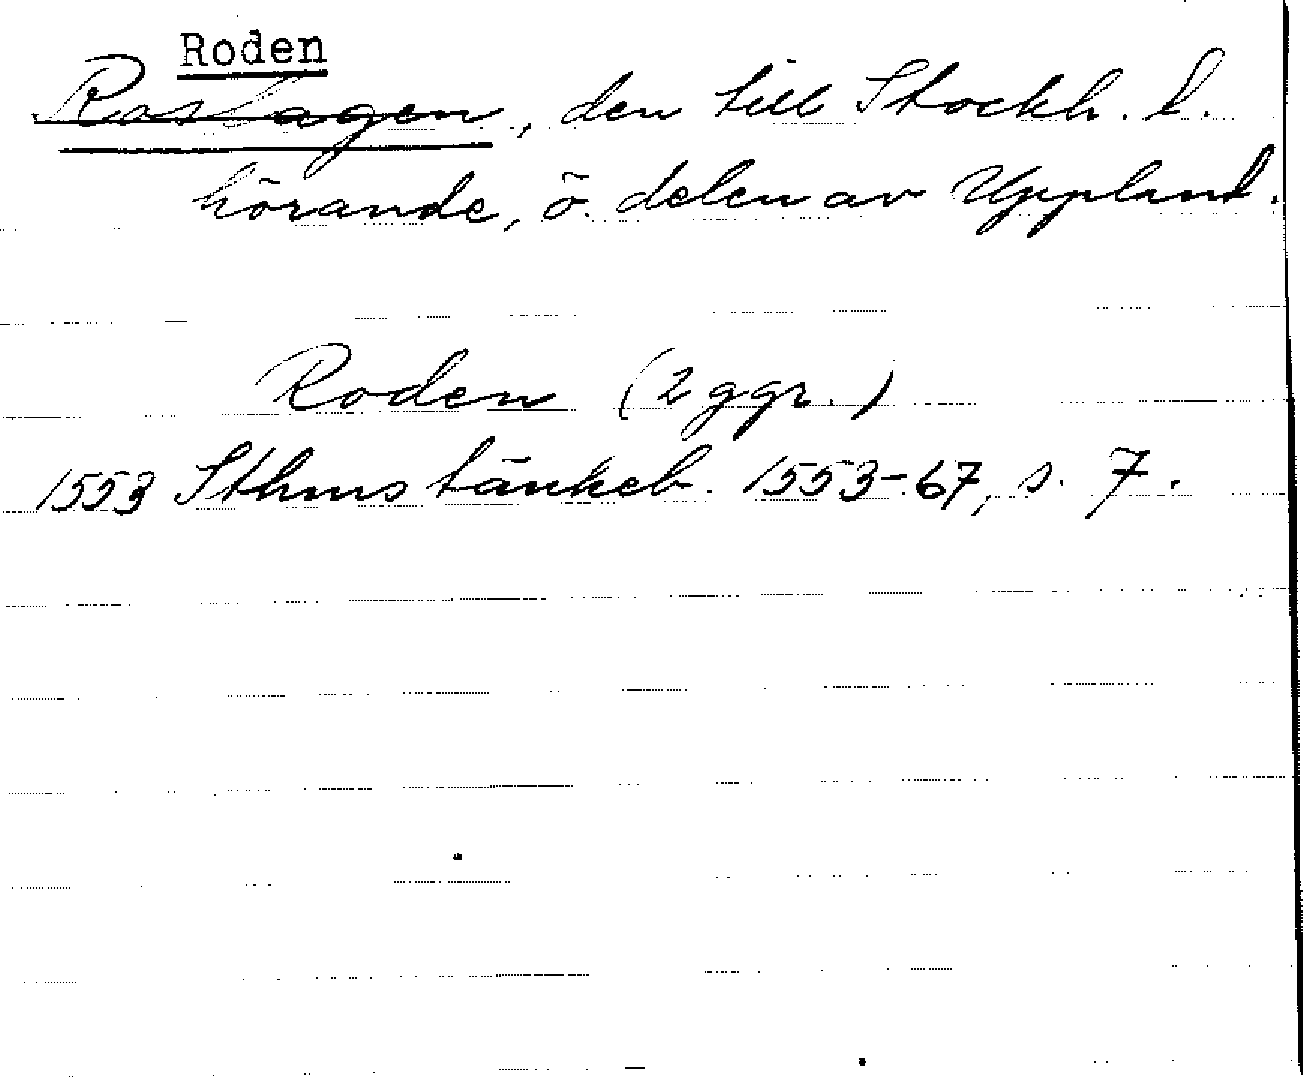 Roden
Roslagen, den till Stockh. l.
hörande, ö. delen av Uppland.
Roden (2 ggr.)
1553 Sthms tänkeb. 1553-67, s. 7.